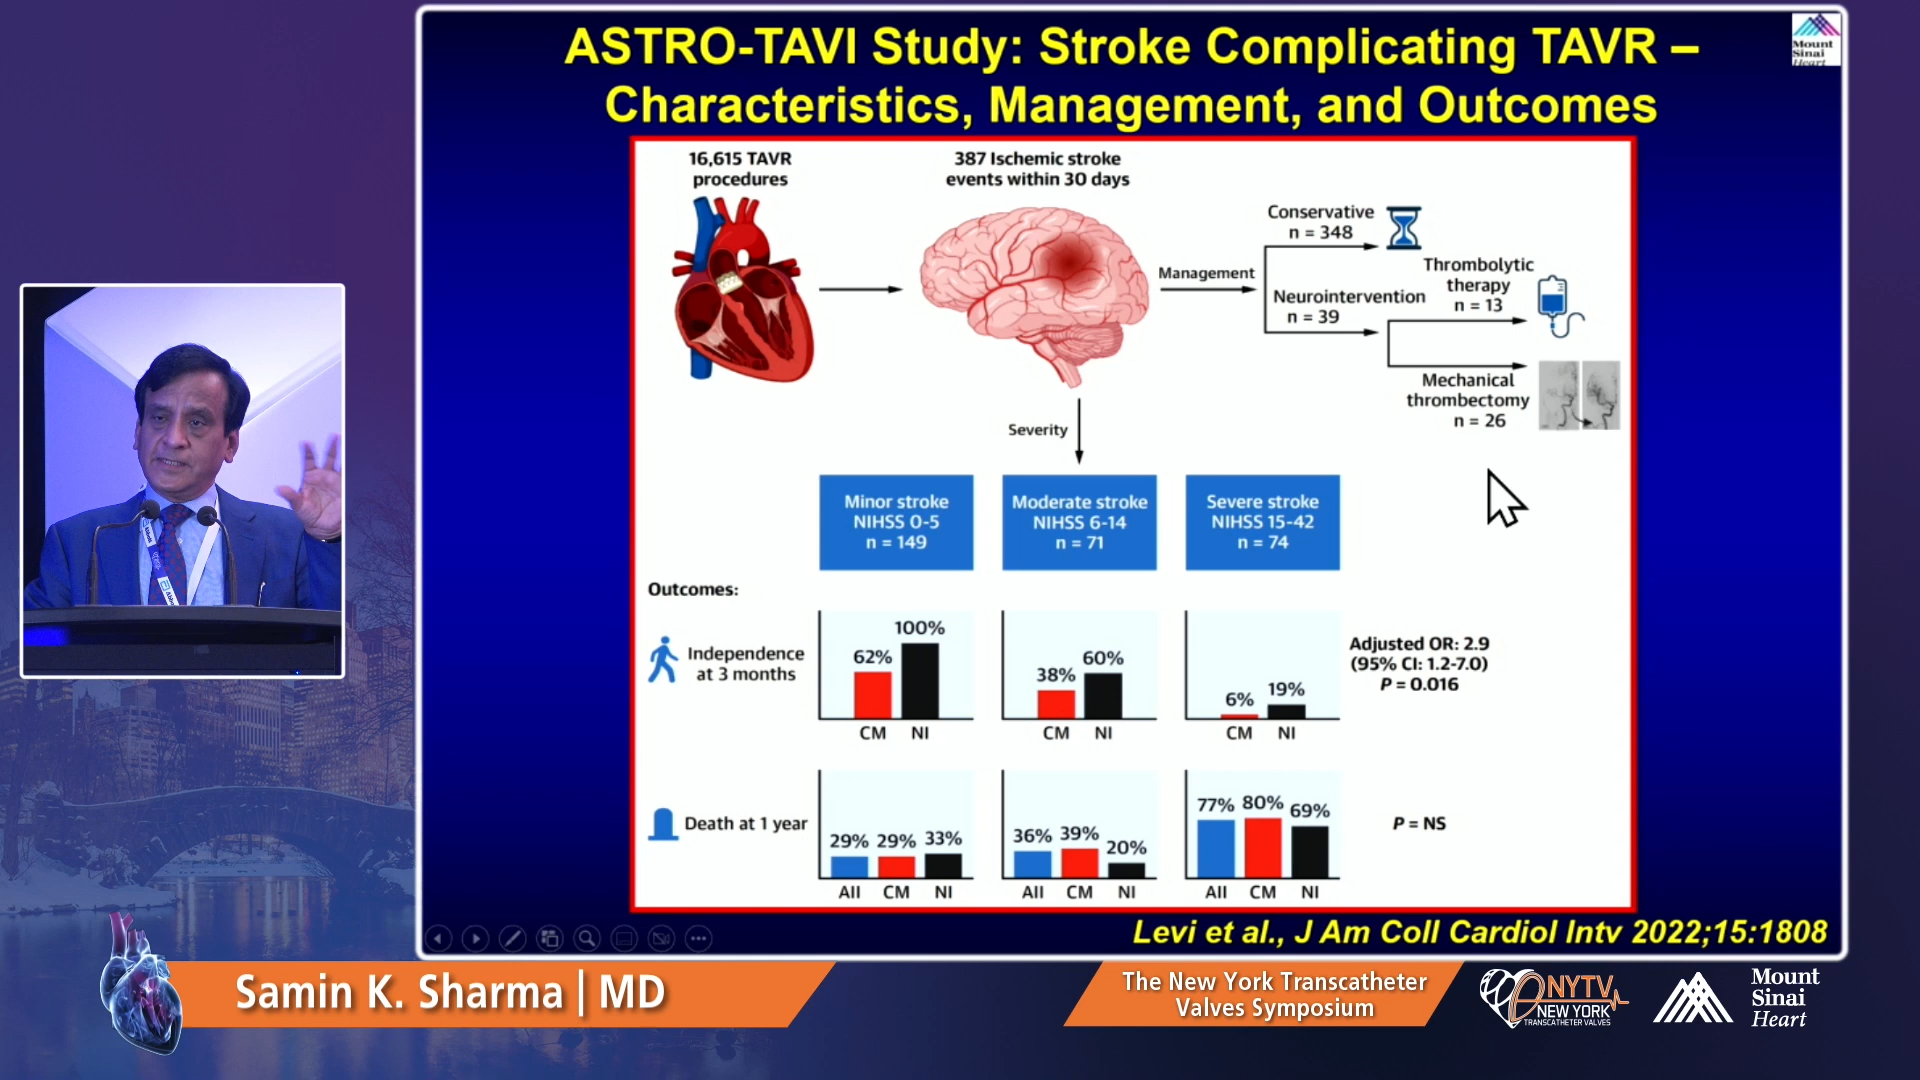 ASTRO-TAVI Study: Stroke Complicating TAVR –
Characteristics, Management, and Outcomes
Mount
Sinai
Heart
16,615 TAVR
procedures
387 Ischemic stroke
events within 30 days
Management
Conservative
n = 348
Neurointervention
n = 39
Thrombolytic
therapy
n = 13
Mechanical
thrombectomy
n = 26
Severity
Minor stroke
NIHSS 0-5
n = 149
Moderate stroke
NIHSS 6-14
n = 71
Severe stroke
NIHSS 15-42
n = 74
Outcomes:
Independence
at 3 months
62% 100%
CM NI
38% 60%
CM NI
6% 19%
CM NI
Adjusted OR: 2.9
(95% CI: 1.2-7.0)
P = 0.016
Death at 1 year
29% 29% 33%
All CM NI
36% 39% 20%
All CM NI
77% 80% 69%
All CM NI
P = NS
Levi et al., J Am Coll Cardiol Intv 2022;15:1808
Samin K. Sharma | MD
The New York Transcatheter
Valves Symposium
NYTV
NEW YORK
TRANSCATHETER VALVES
Mount
Sinai
Heart